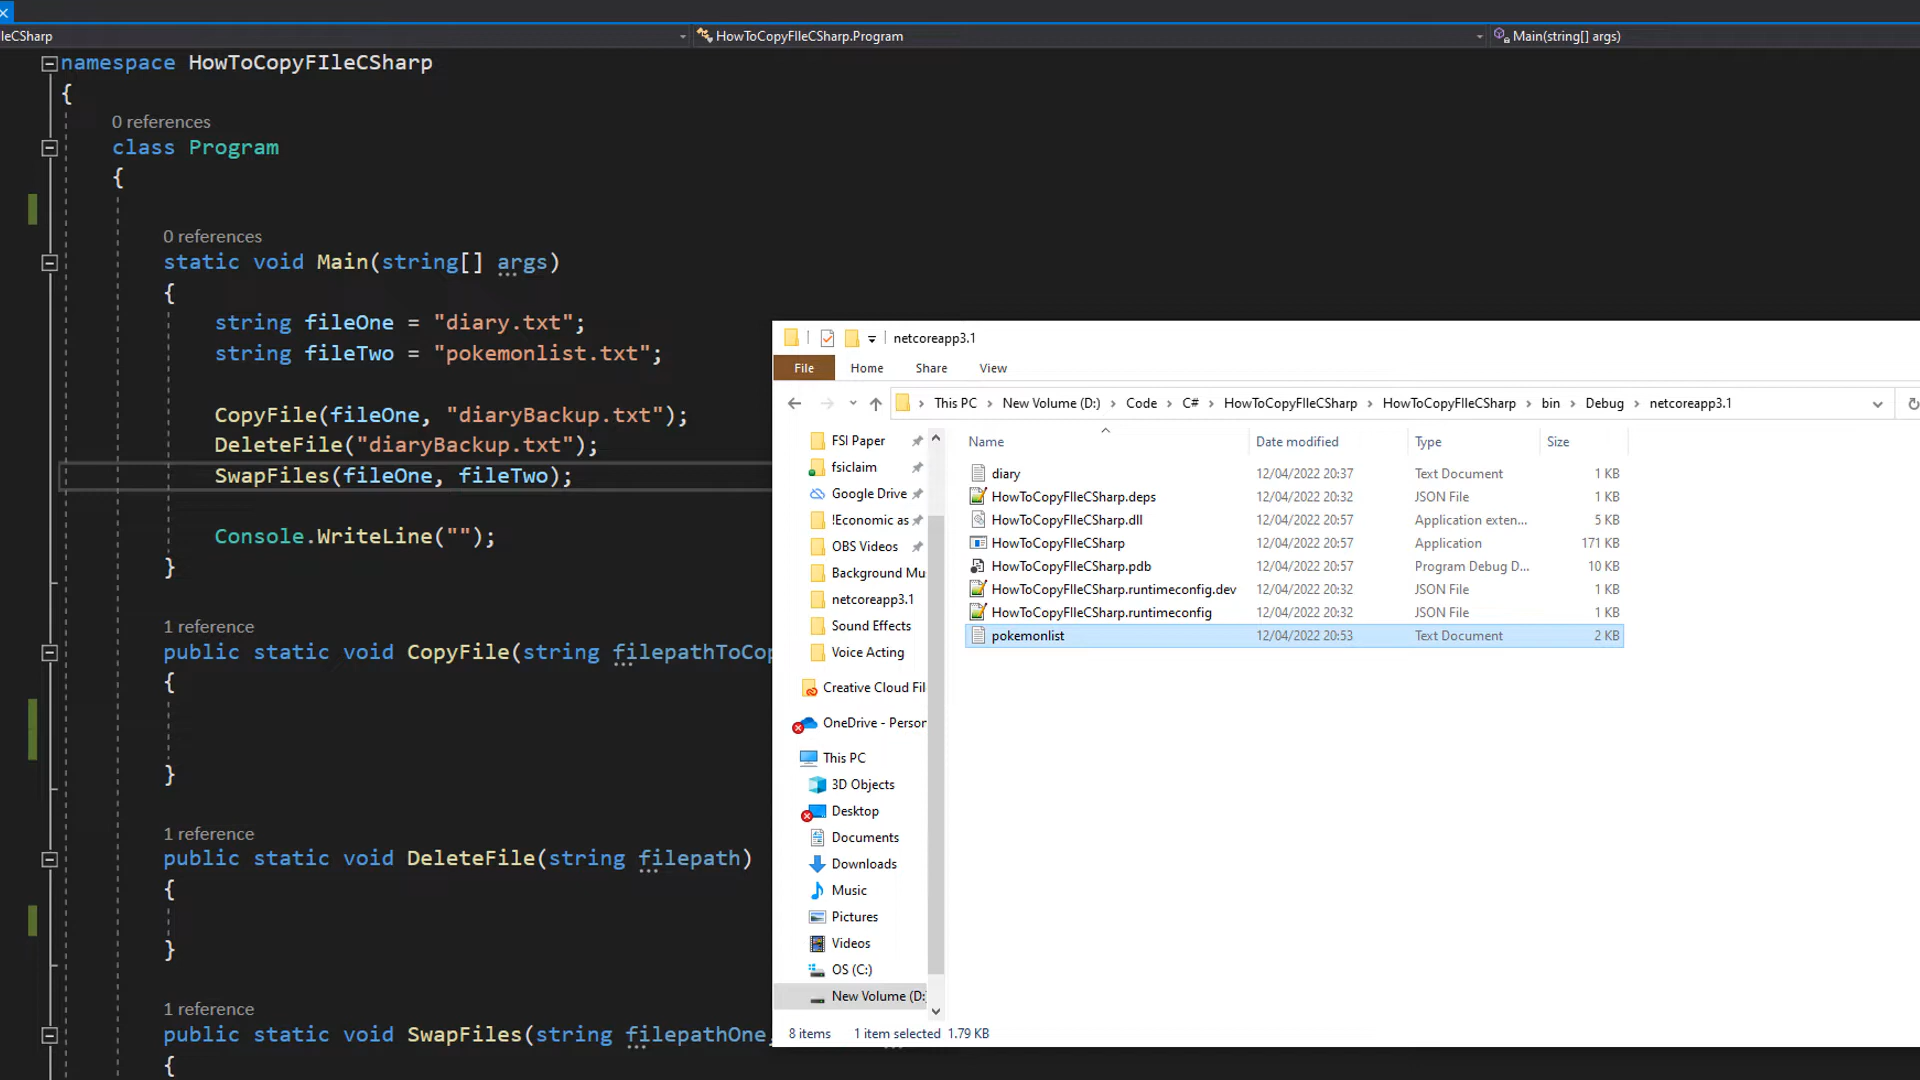 leCSharp
HowToCopyFIleCSharp.Program
Main(string[] args)
namespace HowToCopyFIleCSharp
{
0 references
class Program
{
0 references
static void Main(string[] args)
{
string fileOne = "diary.txt";
string fileTwo = "pokemonlist.txt";
CopyFile(fileOne, "diaryBackup.txt");
DeleteFile("diaryBackup.txt");
SwapFiles(fileOne, fileTwo);
Console.WriteLine("");
}
1 reference
public static void CopyFile(string filepathToCop
{
}
1 reference
public static void DeleteFile(string filepath)
{
}
1 reference
public static void SwapFiles(string filepathOne,
{
netcoreapp3.1
File Home Share View
This PC New Volume (D:) Code C# HowToCopyFIleCSharp HowToCopyFIleCSharp bin Debug netcoreapp3.1
FSI Paper
fsiclaim
Google Drive
!Economic as
OBS Videos
Background Mu
netcoreapp3.1
Sound Effects
Voice Acting
Creative Cloud Fil
OneDrive - Person
This PC
3D Objects
Desktop
Documents
Downloads
Music
Pictures
Videos
OS (C:)
New Volume (D:
Name Date modified Type Size
diary 12/04/2022 20:37 Text Document 1 KB
HowToCopyFIleCSharp.deps 12/04/2022 20:32 JSON File 1 KB
HowToCopyFIleCSharp.dll 12/04/2022 20:57 Application exten... 5 KB
HowToCopyFIleCSharp 12/04/2022 20:57 Application 171 KB
HowToCopyFIleCSharp.pdb 12/04/2022 20:57 Program Debug D... 10 KB
HowToCopyFIleCSharp.runtimeconfig.dev 12/04/2022 20:32 JSON File 1 KB
HowToCopyFIleCSharp.runtimeconfig 12/04/2022 20:32 JSON File 1 KB
pokemonlist 12/04/2022 20:53 Text Document 2 KB
8 items 1 item selected 1.79 KB